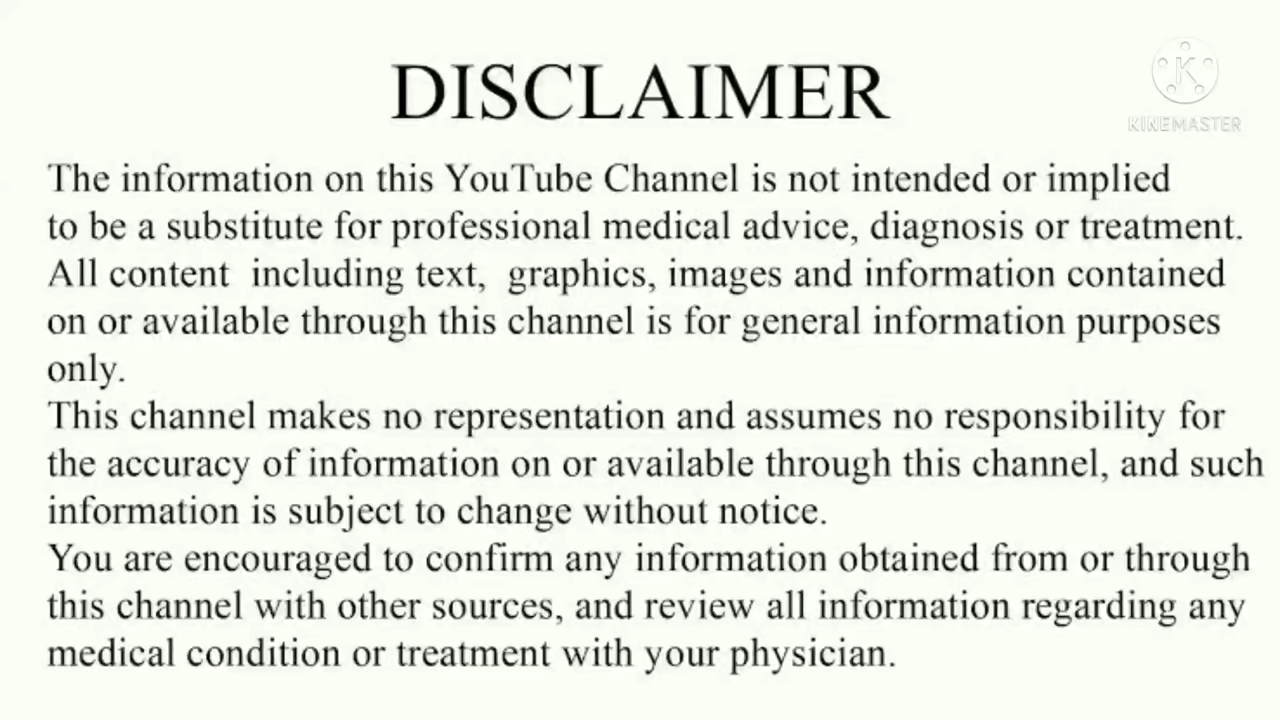 DISCLAIMER
K
KINEMASTER
The information on this YouTube Channel is not intended or implied
to be a substitute for professional medical advice, diagnosis or treatment.
All content  including text,  graphics, images and information contained
on or available through this channel is for general information purposes
only.
This channel makes no representation and assumes no responsibility for
the accuracy of information on or available through this channel, and such
information is subject to change without notice.
You are encouraged to confirm any information obtained from or through
this channel with other sources, and review all information regarding any
medical condition or treatment with your physician.